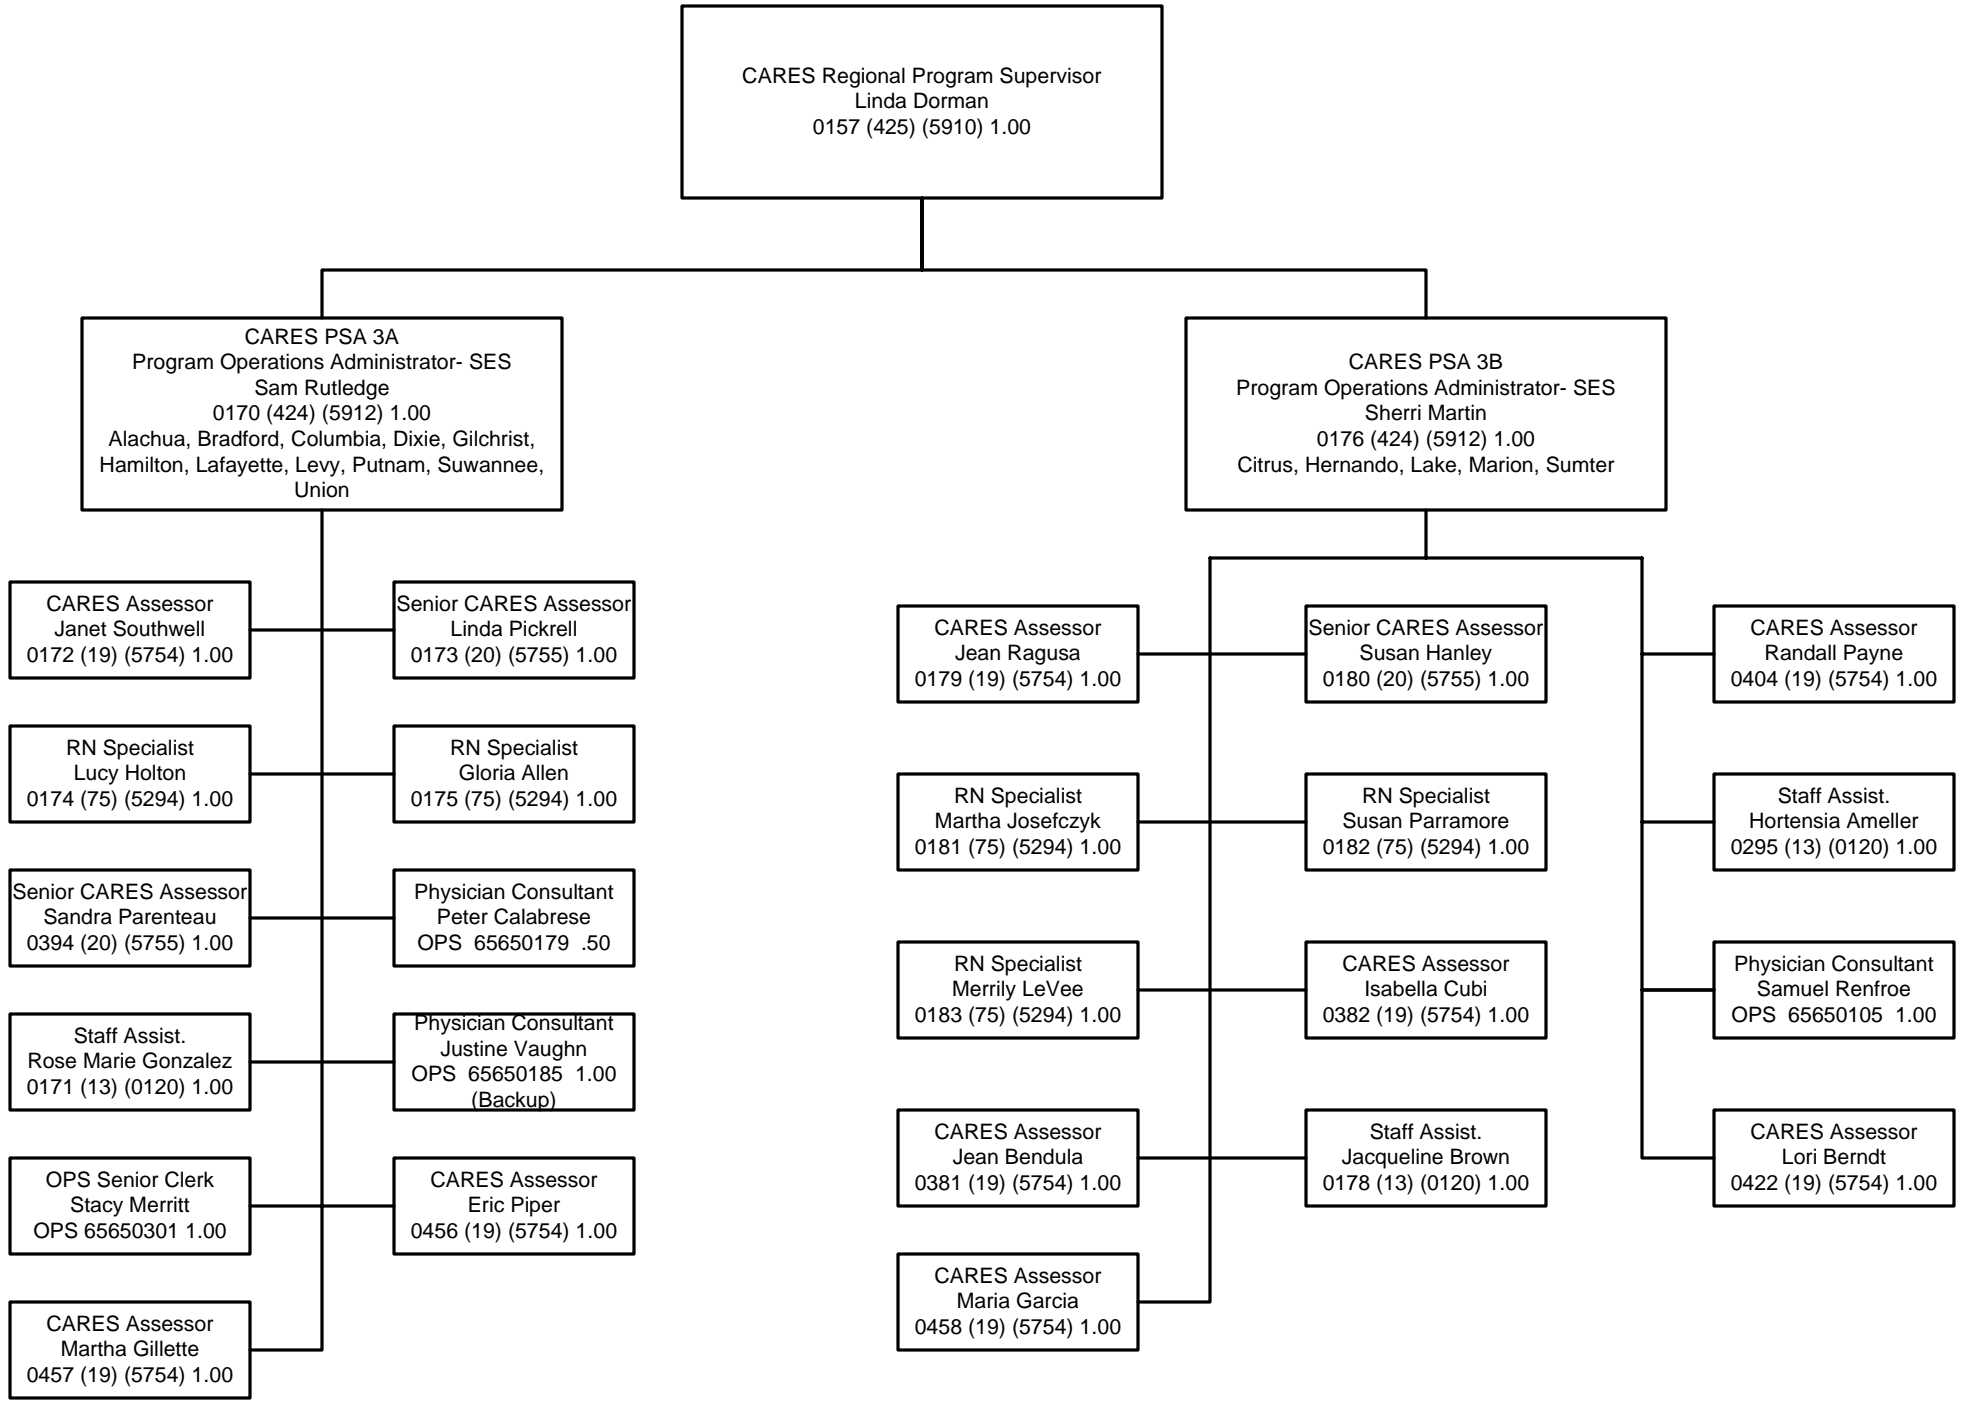 CARES Regional Program Supervisor
Linda Dorman
0157 (425) (5910) 1.00
CARES PSA 3A
Program Operations Administrator- SES
Sam Rutledge
0170 (424) (5912) 1.00
Alachua, Bradford, Columbia, Dixie, Gilchrist,
Hamilton, Lafayette, Levy, Putnam, Suwannee,
Union
CARES PSA 3B
Program Operations Administrator- SES
Sherri Martin
0176 (424) (5912) 1.00
Citrus, Hernando, Lake, Marion, Sumter
CARES Assessor
Janet Southwell
0172 (19) (5754) 1.00
Senior CARES Assessor
Linda Pickrell
0173 (20) (5755) 1.00
RN Specialist
Lucy Holton
0174 (75) (5294) 1.00
RN Specialist
Gloria Allen
0175 (75) (5294) 1.00
Senior CARES Assessor
Sandra Parenteau
0394 (20) (5755) 1.00
Physician Consultant
Peter Calabrese
OPS  65650179  .50
Staff Assist.
Rose Marie Gonzalez
0171 (13) (0120) 1.00
Physician Consultant
Justine Vaughn
OPS  65650185  1.00
(Backup)
OPS Senior Clerk
Stacy Merritt
OPS 65650301 1.00
CARES Assessor
Eric Piper
0456 (19) (5754) 1.00
CARES Assessor
Martha Gillette
0457 (19) (5754) 1.00
CARES Assessor
Jean Ragusa
0179 (19) (5754) 1.00
Senior CARES Assessor
Susan Hanley
0180 (20) (5755) 1.00
CARES Assessor
Randall Payne
0404 (19) (5754) 1.00
RN Specialist
Martha Josefczyk
0181 (75) (5294) 1.00
RN Specialist
Susan Parramore
0182 (75) (5294) 1.00
Staff Assist.
Hortensia Ameller
0295 (13) (0120) 1.00
RN Specialist
Merrily LeVee
0183 (75) (5294) 1.00
CARES Assessor
Isabella Cubi
0382 (19) (5754) 1.00
Physician Consultant
Samuel Renfroe
OPS  65650105  1.00
CARES Assessor
Jean Bendula
0381 (19) (5754) 1.00
Staff Assist.
Jacqueline Brown
0178 (13) (0120) 1.00
CARES Assessor
Lori Berndt
0422 (19) (5754) 1.00
CARES Assessor
Maria Garcia
0458 (19) (5754) 1.00